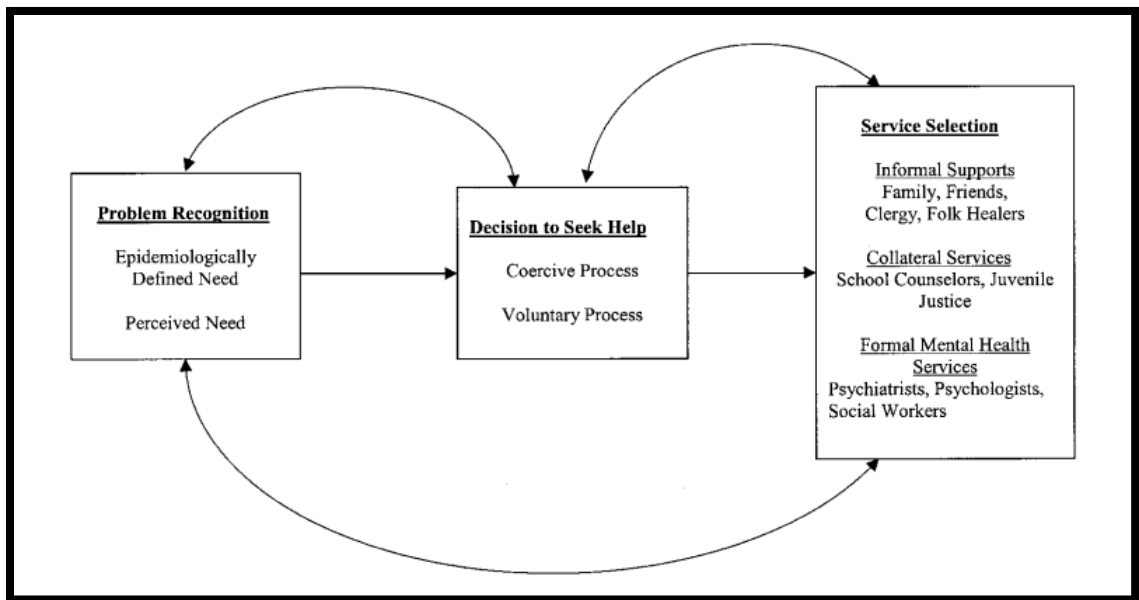 Problem Recognition
Epidemiologically
Defined Need
Perceived Need
Decision to Seek Help
Coercive Process
Voluntary Process
Service Selection
Informal Supports
Family, Friends,
Clergy, Folk Healers
Collateral Services
School Counselors, Juvenile
Justice
Formal Mental Health
Services
Psychiatrists, Psychologists,
Social Workers